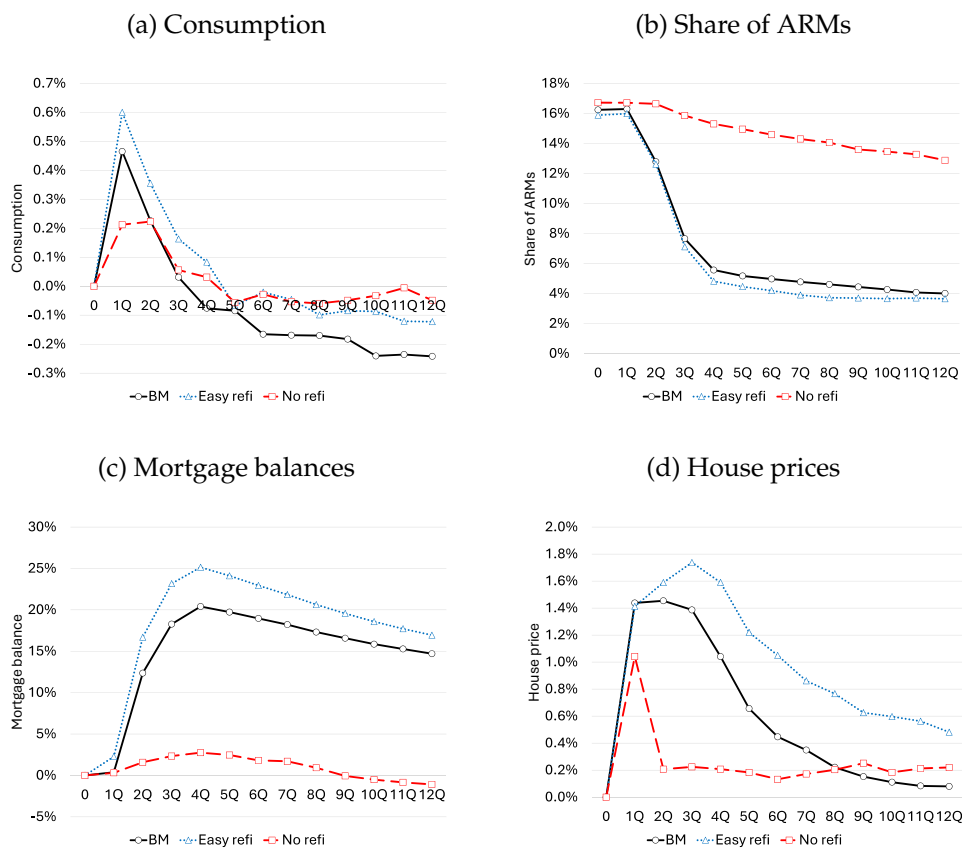 (a) Consumption
0.7%
0.6%
0.5%
0.4%
0.3%
0.2%
0.1%
0.0%
-0.1%
-0.2%
-0.3%
Consumption
0 1Q 2Q 3Q 4Q 5Q 6Q 7Q 8Q 9Q 10Q 11Q 12Q
BM Easy refi No refi
(b) Share of ARMs
18%
16%
14%
12%
10%
8%
6%
4%
2%
0%
Share of ARMs
0 1Q 2Q 3Q 4Q 5Q 6Q 7Q 8Q 9Q 10Q 11Q 12Q
BM Easy refi No refi
(c) Mortgage balances
30%
25%
20%
15%
10%
5%
0%
-5%
Mortgage balance
0 1Q 2Q 3Q 4Q 5Q 6Q 7Q 8Q 9Q 10Q 11Q 12Q
BM Easy refi No refi
(d) House prices
2.0%
1.8%
1.6%
1.4%
1.2%
1.0%
0.8%
0.6%
0.4%
0.2%
0.0%
House price
0 1Q 2Q 3Q 4Q 5Q 6Q 7Q 8Q 9Q 10Q 11Q 12Q
BM Easy refi No refi